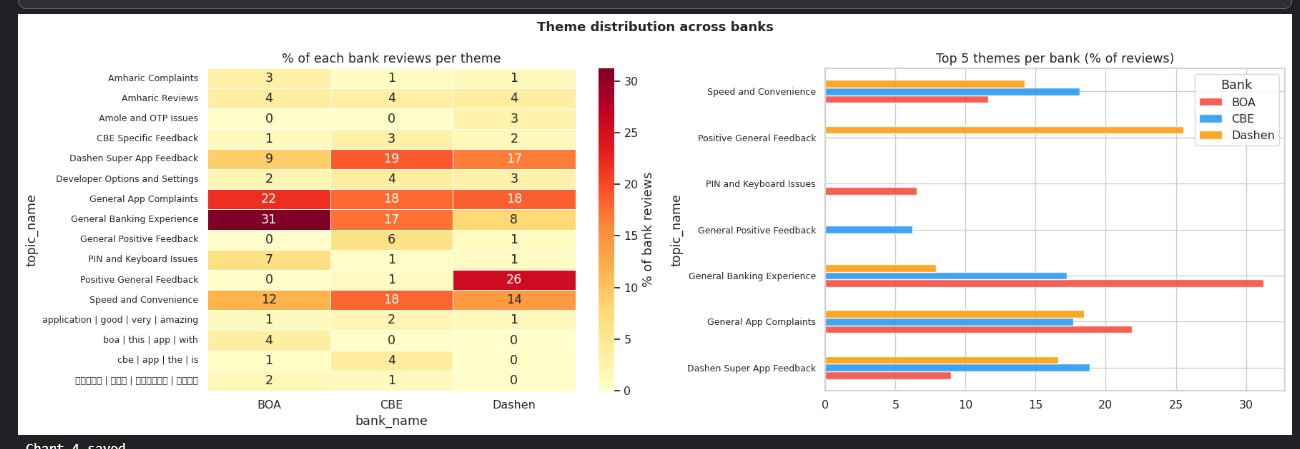 Theme distribution across banks
% of each bank reviews per theme
topic_name
Amharic Complaints 3 1 1
Amharic Reviews 4 4 4
Amole and OTP Issues 0 0 3
CBE Specific Feedback 1 3 2
Dashen Super App Feedback 9 19 17
Developer Options and Settings 2 4 3
General App Complaints 22 18 18
General Banking Experience 31 17 8
General Positive Feedback 0 6 1
PIN and Keyboard Issues 7 1 1
Positive General Feedback 0 1 26
Speed and Convenience 12 18 14
application | good | very | amazing 1 2 1
boa | this | app | with 4 0 0
cbe | app | the | is 1 4 0
2 1 0
BOA CBE Dashen
bank_name
30
25
20
15
10
5
0
% of bank reviews
Top 5 themes per bank (% of reviews)
topic_name
Speed and Convenience
Positive General Feedback
PIN and Keyboard Issues
General Positive Feedback
General Banking Experience
General App Complaints
Dashen Super App Feedback
0 5 10 15 20 25 30
Bank
BOA
CBE
Dashen